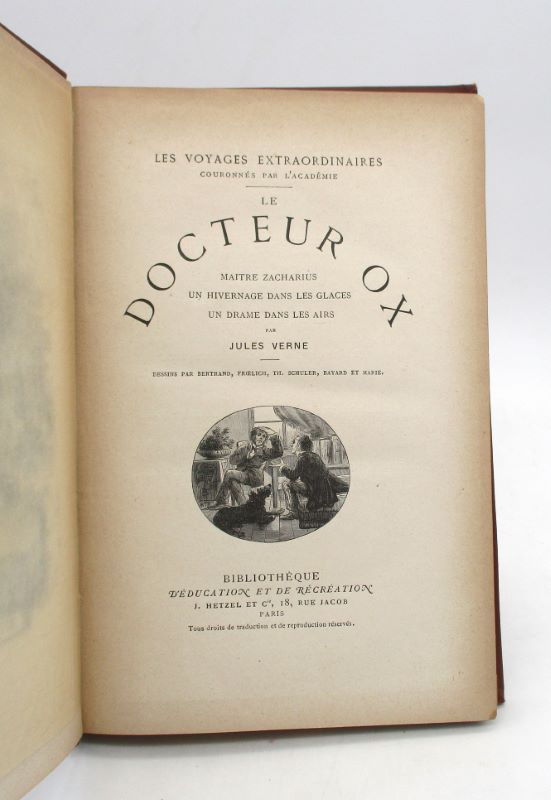 LES VOYAGES EXTRAORDINAIRES
COURONNÉS PAR L'ACADÉMIE
LE
DOCTEUR OX
MAITRE ZACHARIUS
UN HIVERNAGE DANS LES GLACES
UN DRAME DANS LES AIRS
PAR
JULES VERNE
DESSINS PAR BERTRAND, FRŒLICH, TH. SCHULER, BAYARD ET MARIE.
BIBLIOTHÈQUE
D'ÉDUCATION ET DE RÉCRÉATION
J. HETZEL ET Cie, 18, RUE JACOB
PARIS
Tous droits de traduction et de reproduction réservés.